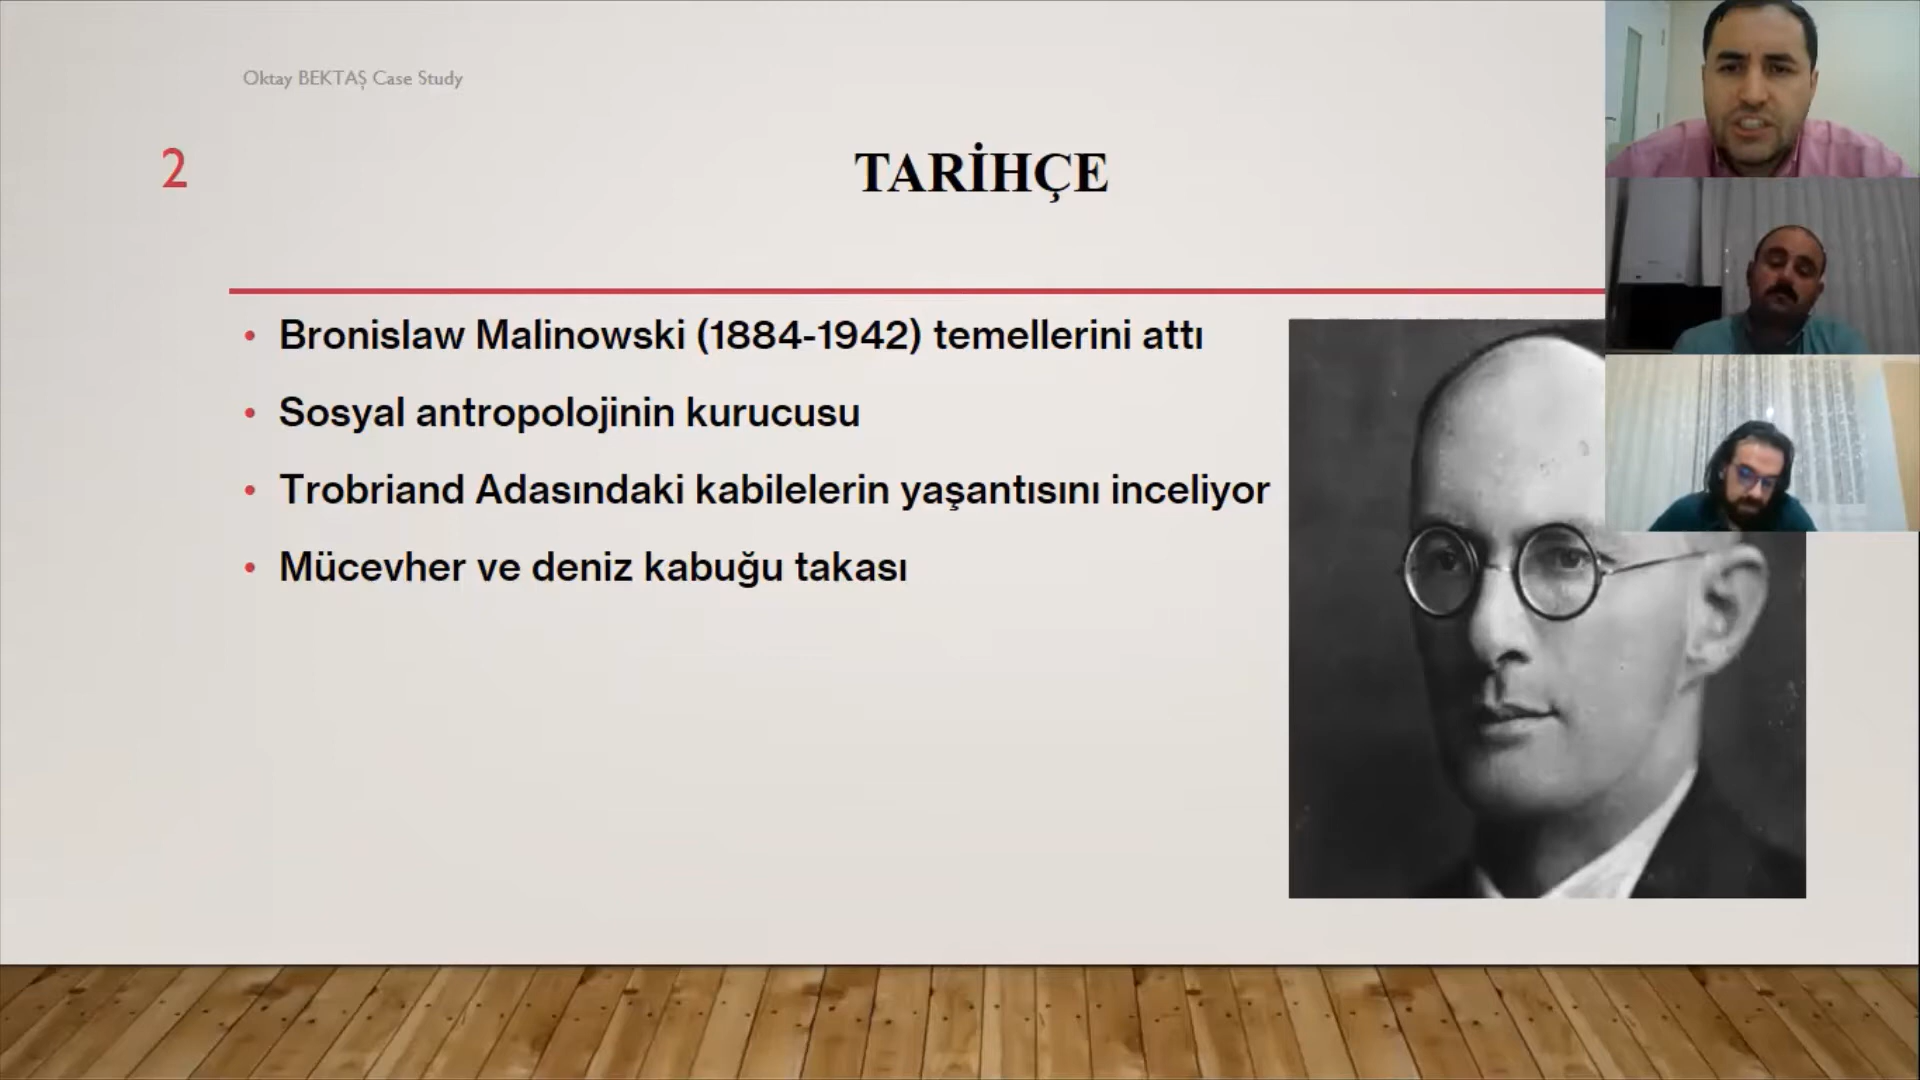 Oktay BEKTAŞ Case Study
2
TARİHÇE
• Bronislaw Malinowski (1884-1942) temellerini attı
• Sosyal antropolojinin kurucusu
• Trobriand Adasındaki kabilelerin yaşantısını inceliyor
• Mücevher ve deniz kabuğu takası